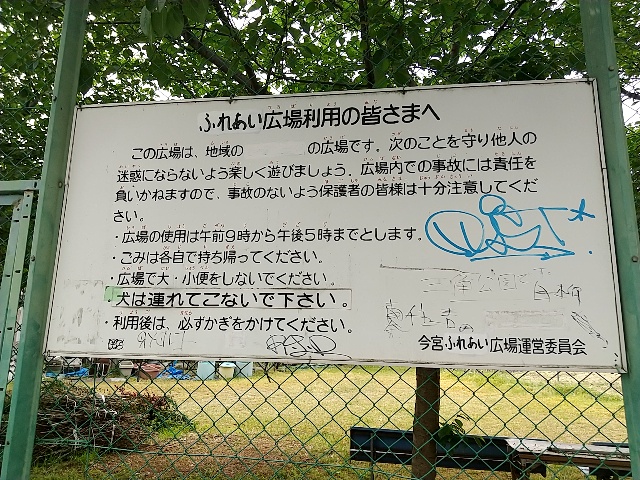 ふれあい広場利用の皆さまへ
この広場は、地域の の広場です。次のことを守り他人の
迷惑にならないよう楽しく遊びましょう。広場内での事故には責任を
負いかねますので、事故のないよう保護者の皆様は十分注意してくだ
さい。
・広場の使用は午前9時から午後5時までとします。
・ごみは各自で持ち帰ってください。
・広場で大・小便をしないでください。
犬は連れてこないで下さい。
・利用後は、必ずかぎをかけてください。
今宮ふれあい広場運営委員会